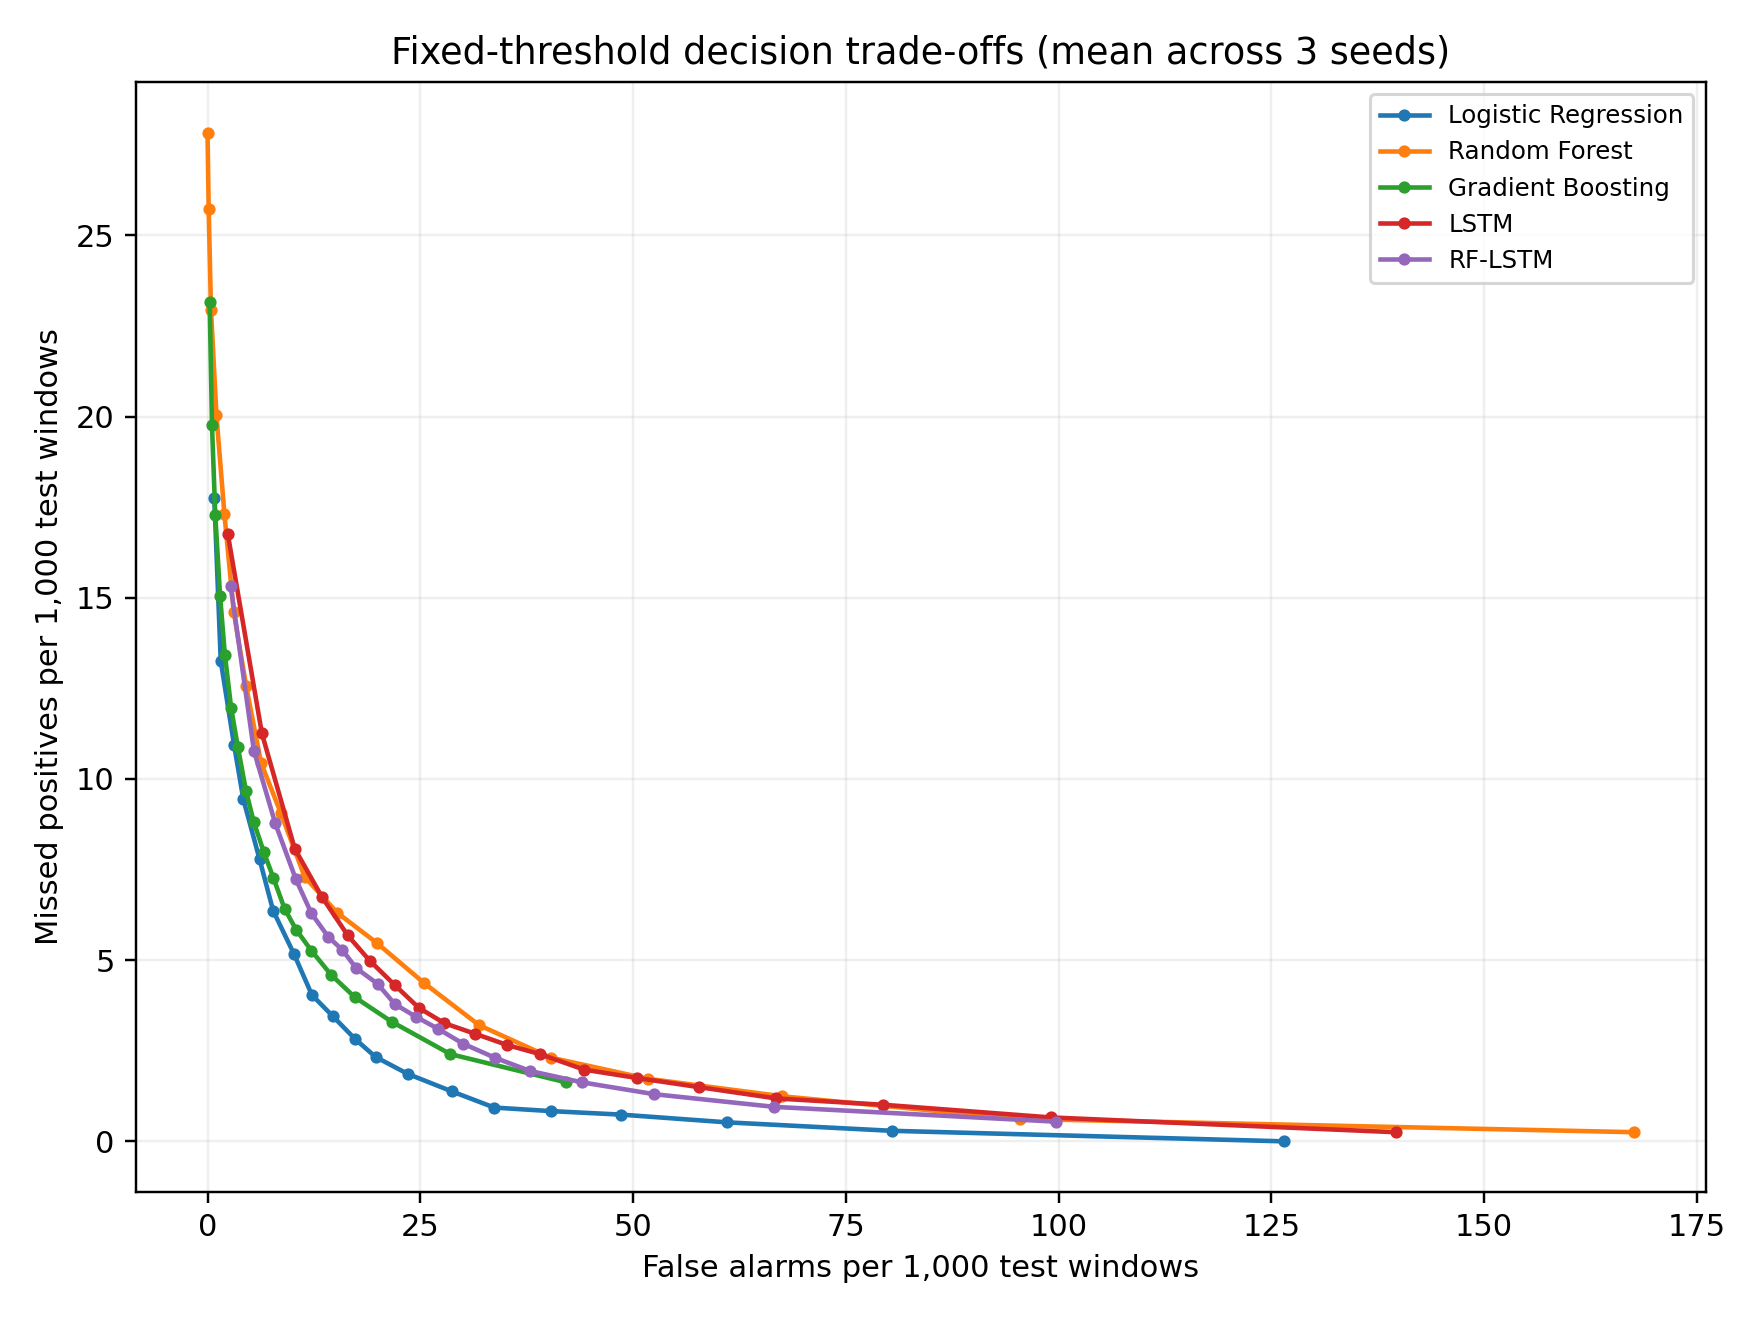 Fixed-threshold decision trade-offs (mean across 3 seeds)
Logistic Regression
Random Forest
Gradient Boosting
LSTM
RF-LSTM
Missed positives per 1,000 test windows
25
20
15
10
5
0
0 25 50 75 100 125 150 175
False alarms per 1,000 test windows